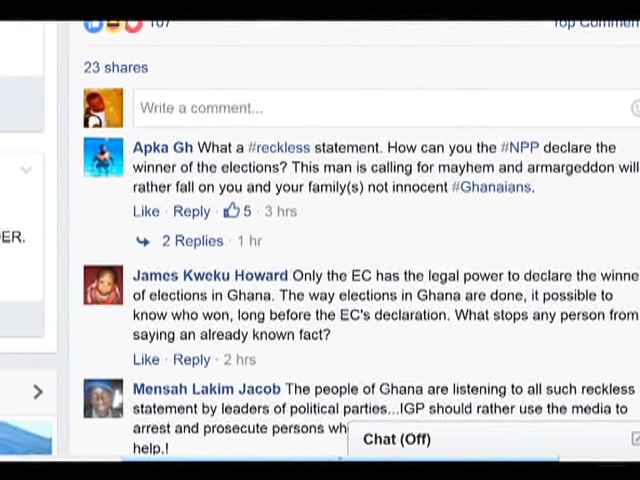 107
Top Commen
23 shares
Write a comment...
Apka Gh What a #reckless statement. How can you the #NPP declare the
winner of the elections? This man is calling for mayhem and armargeddon will
rather fall on you and your family(s) not innocent #Ghanaians.
Like · Reply · 5 · 3 hrs
2 Replies · 1 hr
ER.
James Kweku Howard Only the EC has the legal power to declare the winne
of elections in Ghana. The way elections in Ghana are done, it possible to
know who won, long before the EC's declaration. What stops any person from
saying an already known fact?
Like · Reply · 2 hrs
Mensah Lakim Jacob The people of Ghana are listening to all such reckless
statement by leaders of political parties...IGP should rather use the media to
arrest and prosecute persons wh
help.!
Chat (Off)